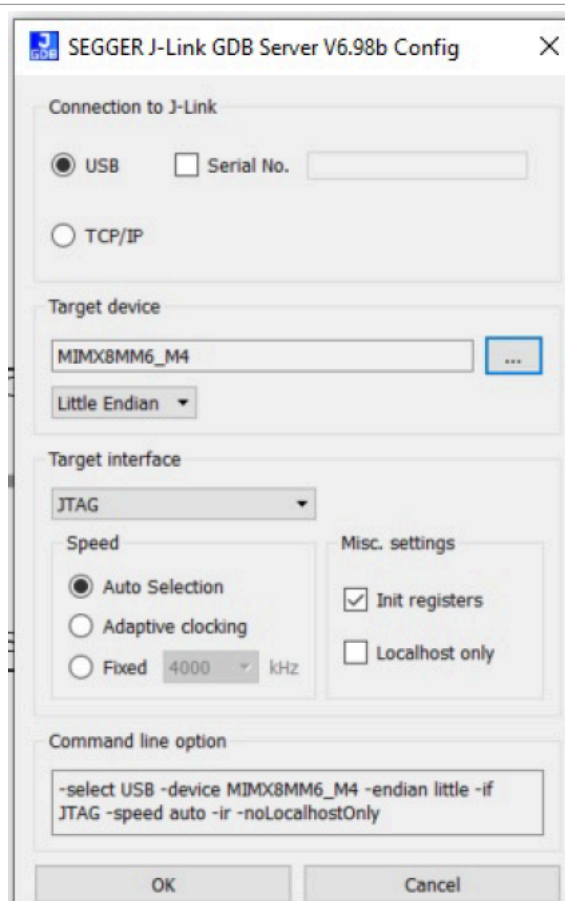 J
GDB
SEGGER J-Link GDB Server V6.98b Config
Connection to J-Link
USB
Serial No.
TCP/IP
Target device
MIMX8MM6_M4
...
Little Endian
Target interface
JTAG
Speed
Misc. settings
Auto Selection
Init registers
Adaptive clocking
Localhost only
Fixed 4000 kHz
Command line option
-select USB -device MIMX8MM6_M4 -endian little -if
JTAG -speed auto -ir -noLocalhostOnly
OK
Cancel